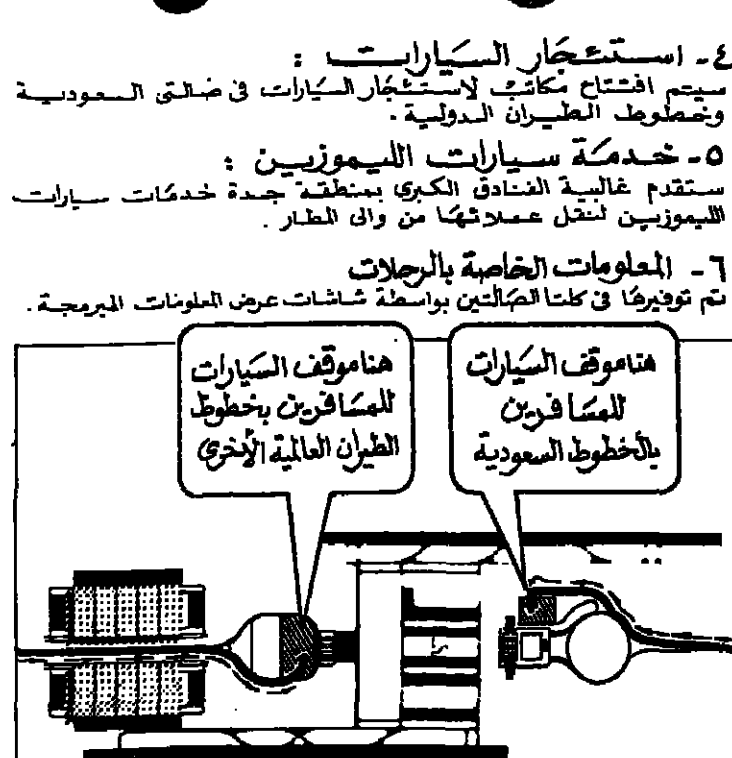 ٤- استئجار السيارات :
سيتم افتتاح مكاتب لاستئجار السيارات في صالتي السعودية
وخطوط الطيران الدولية .
٥- خدمة سيارات الليموزين :
ستقدم غالبية الفنادق الكبرى بمنطقة جدة خدمات سيارات
الليموزين لنقل عملائها من والى المطار .
٦- المعلومات الخاصة بالرحلات
تم توفيرها في كلتا الصالتين بواسطة شاشات عرض المعلومات المبرمجة .
هنا موقف السيارات
للمسافرين
بالخطوط السعودية
هنا موقف السيارات
للمسافرين بخطوط
الطيران العالمية الأخرى